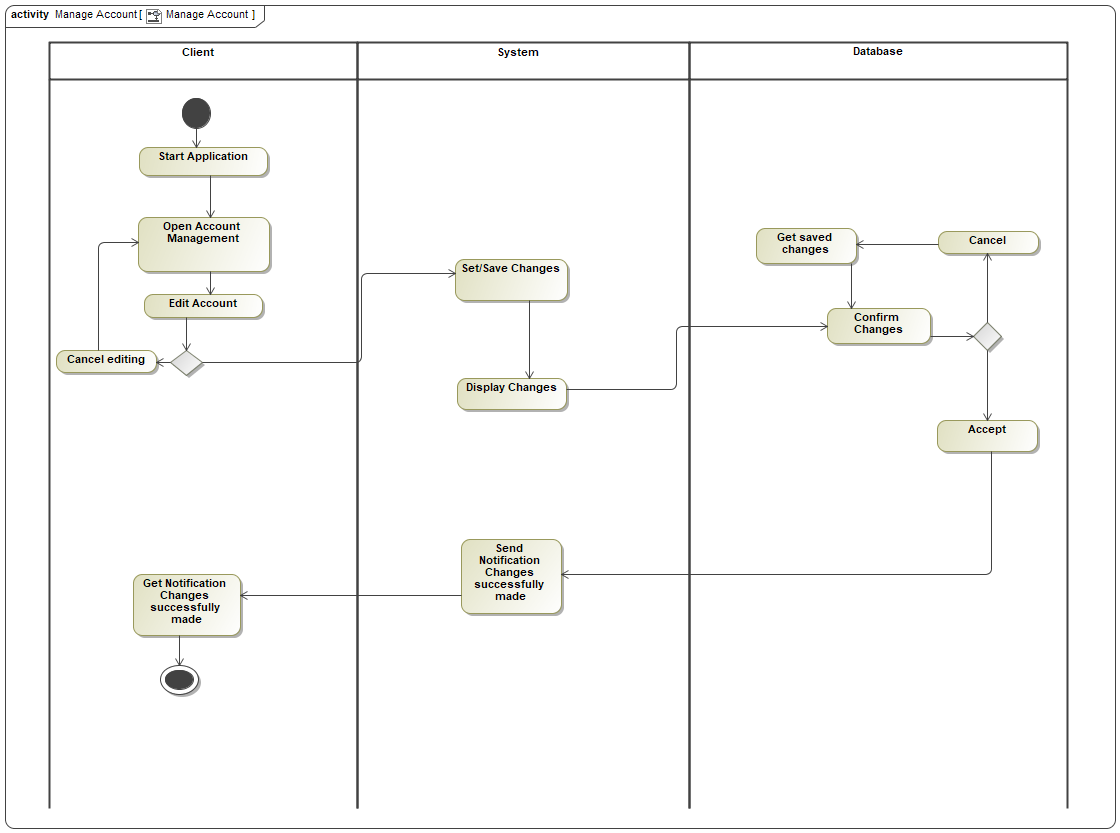 activity Manage Account [ Manage Account ]
Client
System
Database
Start Application
Open Account
Management
Edit Account
Cancel editing
Set/Save Changes
Display Changes
Get saved
changes
Cancel
Confirm
Changes
Accept
Send
Notification
Changes
successfully
made
Get Notification
Changes
successfully
made